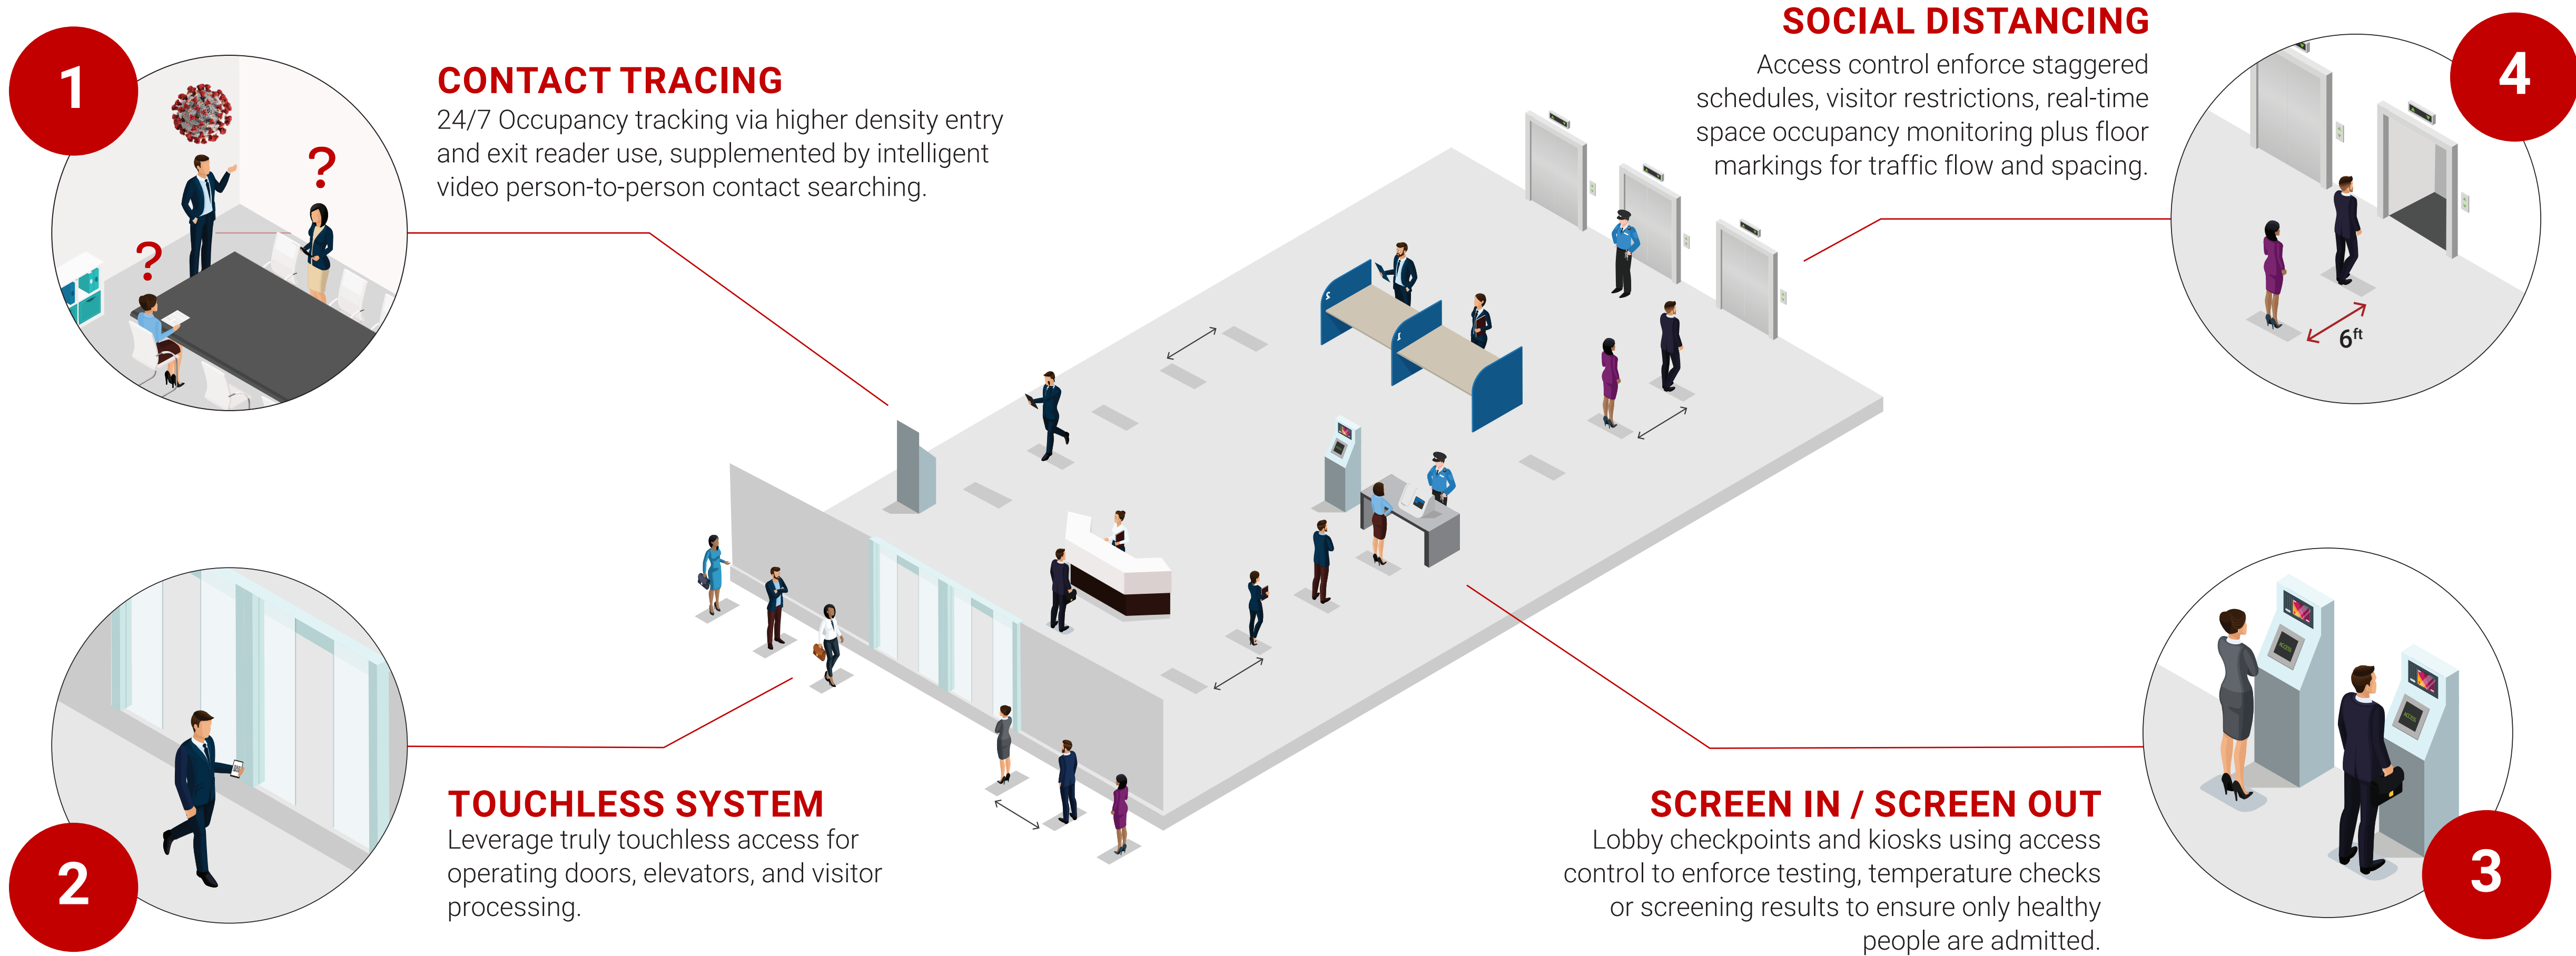 1
CONTACT TRACING
24/7 Occupancy tracking via higher density entry
and exit reader use, supplemented by intelligent
video person-to-person contact searching.
?
?
SOCIAL DISTANCING
Access control enforce staggered
schedules, visitor restrictions, real-time
space occupancy monitoring plus floor
markings for traffic flow and spacing.
4
6ft
2
TOUCHLESS SYSTEM
Leverage truly touchless access for
operating doors, elevators, and visitor
processing.
SCREEN IN / SCREEN OUT
Lobby checkpoints and kiosks using access
control to enforce testing, temperature checks
or screening results to ensure only healthy
people are admitted.
ACCESS
ACCESS
3